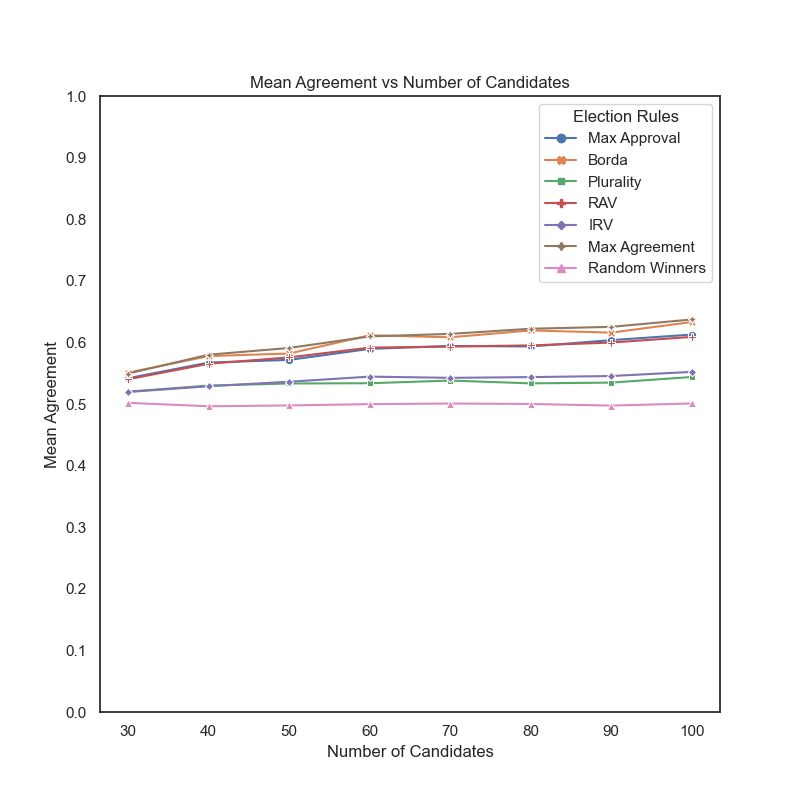 Mean Agreement vs Number of Candidates
1.0
0.9
0.8
0.7
0.6
0.5
0.4
0.3
0.2
0.1
0.0
Mean Agreement
Election Rules
Max Approval
Borda
Plurality
RAV
IRV
Max Agreement
Random Winners
30 40 50 60 70 80 90 100
Number of Candidates